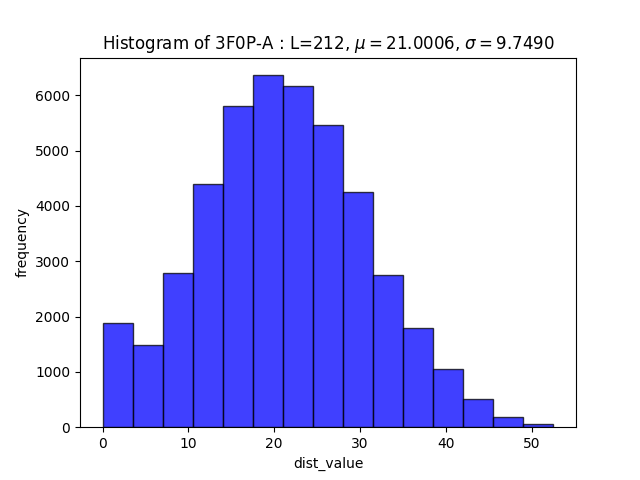 Histogram of 3F0P-A : L=212, μ = 21.0006, σ = 9.7490
6000
5000
4000
3000
2000
1000
0
frequency
0 10 20 30 40 50
dist_value